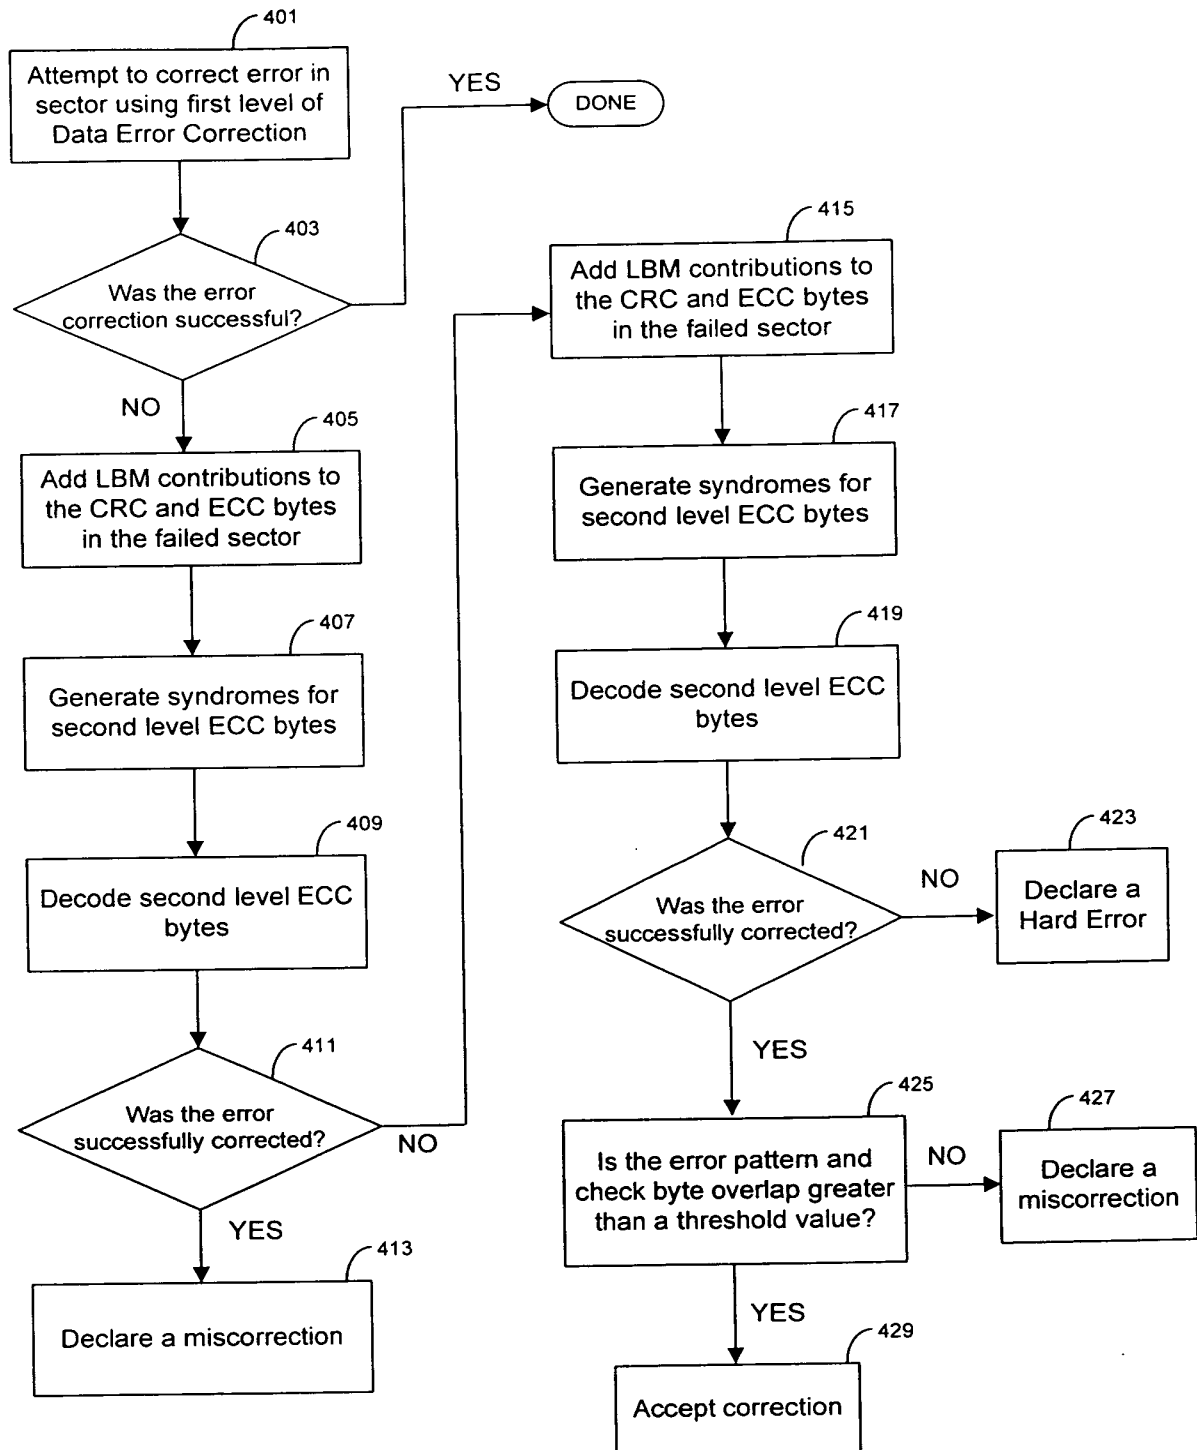 401
Attempt to correct error in
sector using first level of
Data Error Correction
YES
DONE
403
Was the error
correction successful?
NO
405
Add LBM contributions to
the CRC and ECC bytes
in the failed sector
407
Generate syndromes for
second level ECC bytes
409
Decode second level ECC
bytes
411
Was the error
successfully corrected?
NO
YES
413
Declare a miscorrection
415
Add LBM contributions to
the CRC and ECC bytes
in the failed sector
417
Generate syndromes for
second level ECC bytes
419
Decode second level ECC
bytes
421
Was the error
successfully corrected?
NO
423
Declare a
Hard Error
YES
425
Is the error pattern and
check byte overlap greater
than a threshold value?
NO
427
Declare a
miscorrection
YES
429
Accept correction